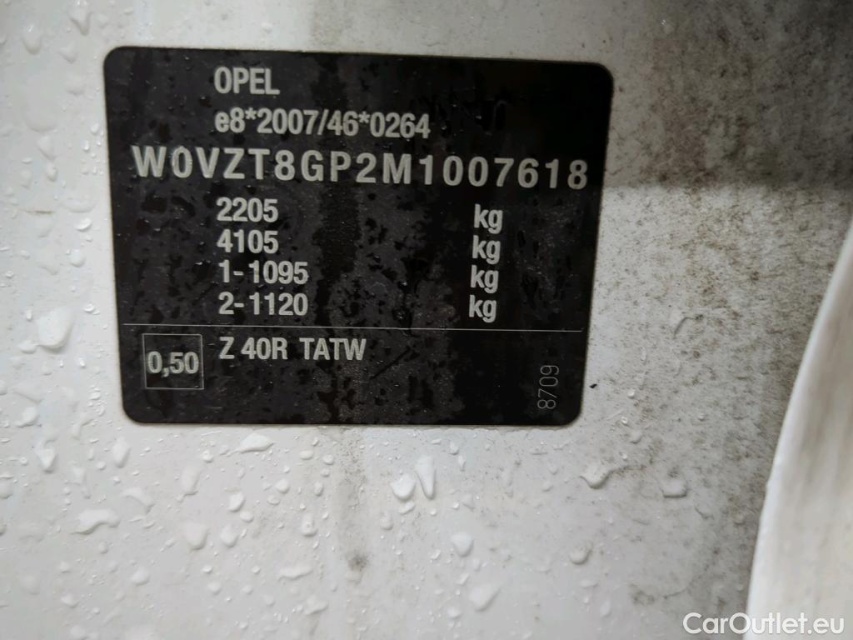 OPEL
e8*2007/46*0264
W0VZT8GP2M1007618
2205 kg
4105 kg
1-1095 kg
2-1120 kg
0,50 Z 40R TATW
8709
CarOutlet.eu